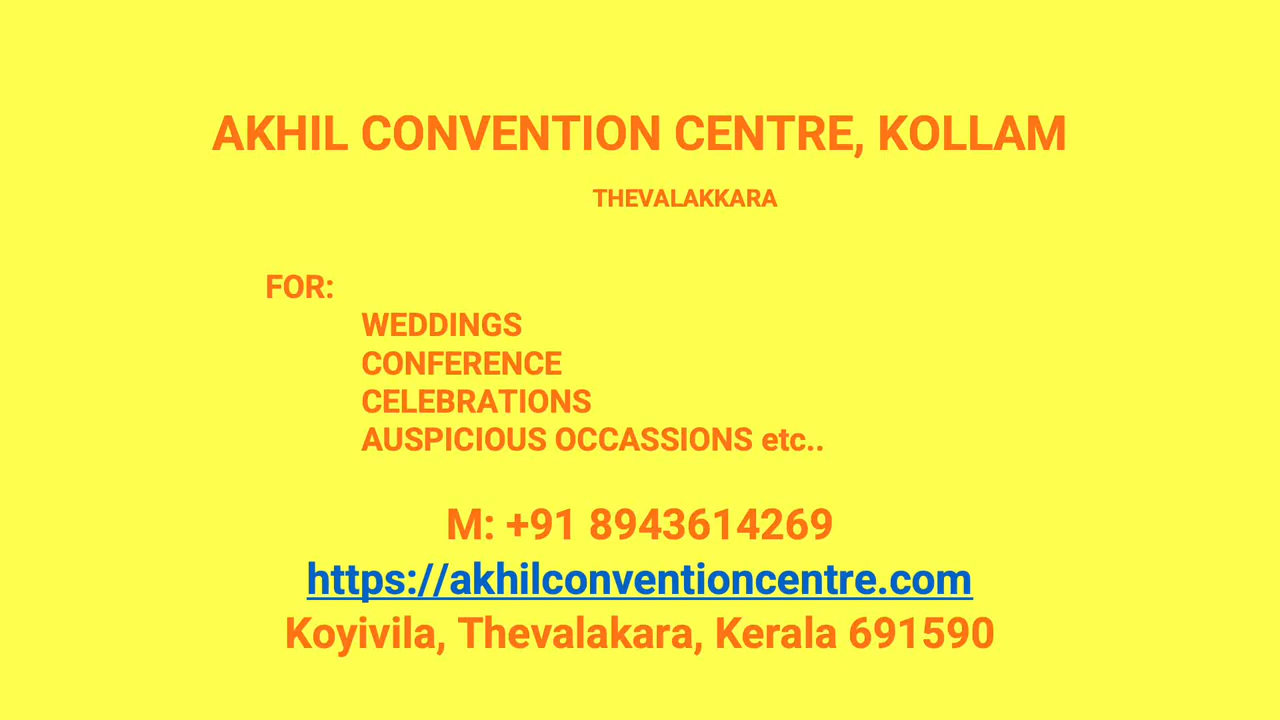 AKHIL CONVENTION CENTRE, KOLLAM
THEVALAKKARA
FOR:
WEDDINGS
CONFERENCE
CELEBRATIONS
AUSPICIOUS OCCASSIONS etc..
M: +91 8943614269
https://akhilconventioncentre.com
Koyivila, Thevalakara, Kerala 691590